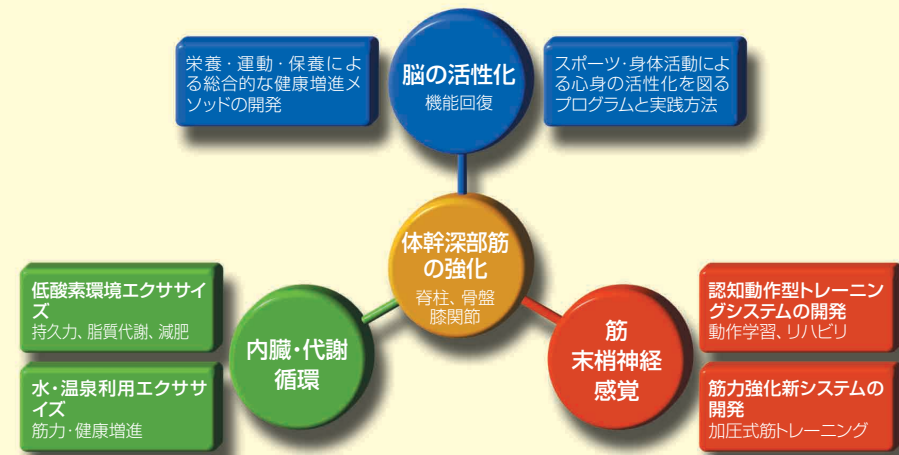 栄養・運動・保養によ
る総合的な健康増進メ
ソッドの開発
脳の活性化
機能回復
スポーツ・身体活動によ
る心身の活性化を図る
プログラムと実践方法
体幹深部筋
の強化
脊柱、骨盤
膝関節
低酸素環境エクササイ
ズ
持久力、脂質代謝、減肥
水・温泉利用エクササ
イズ
筋力・健康増進
内臓・代謝
循環
筋
末梢神経
感覚
認知動作型トレーニン
グシステムの開発
動作学習、リハビリ
筋力強化新システムの
開発
加圧式筋トレーニング